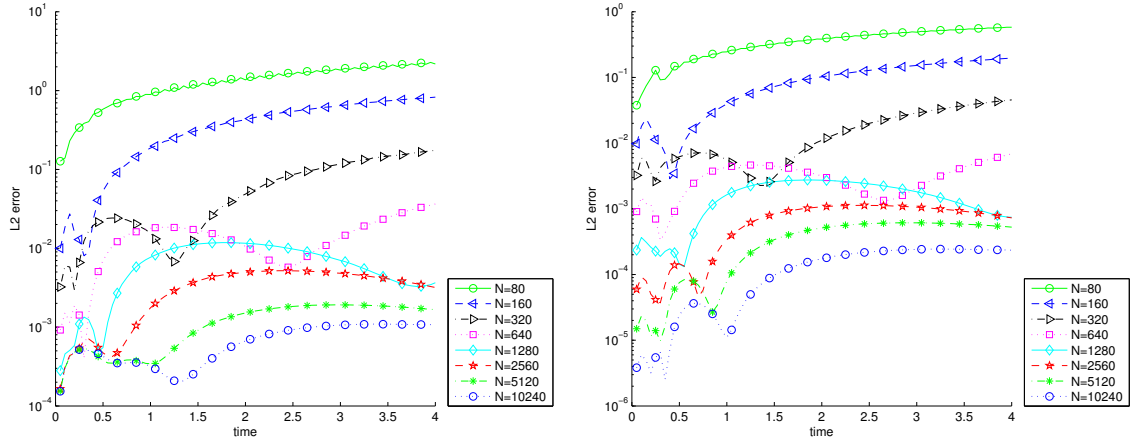 10^1
10^0
10^-1
10^-2
10^-3
10^-4
L2 error
0 0.5 1 1.5 2 2.5 3 3.5 4
time
N=80
N=160
N=320
N=640
N=1280
N=2560
N=5120
N=10240
10^0
10^-1
10^-2
10^-3
10^-4
10^-5
10^-6
L2 error
0 0.5 1 1.5 2 2.5 3 3.5 4
time
N=80
N=160
N=320
N=640
N=1280
N=2560
N=5120
N=10240